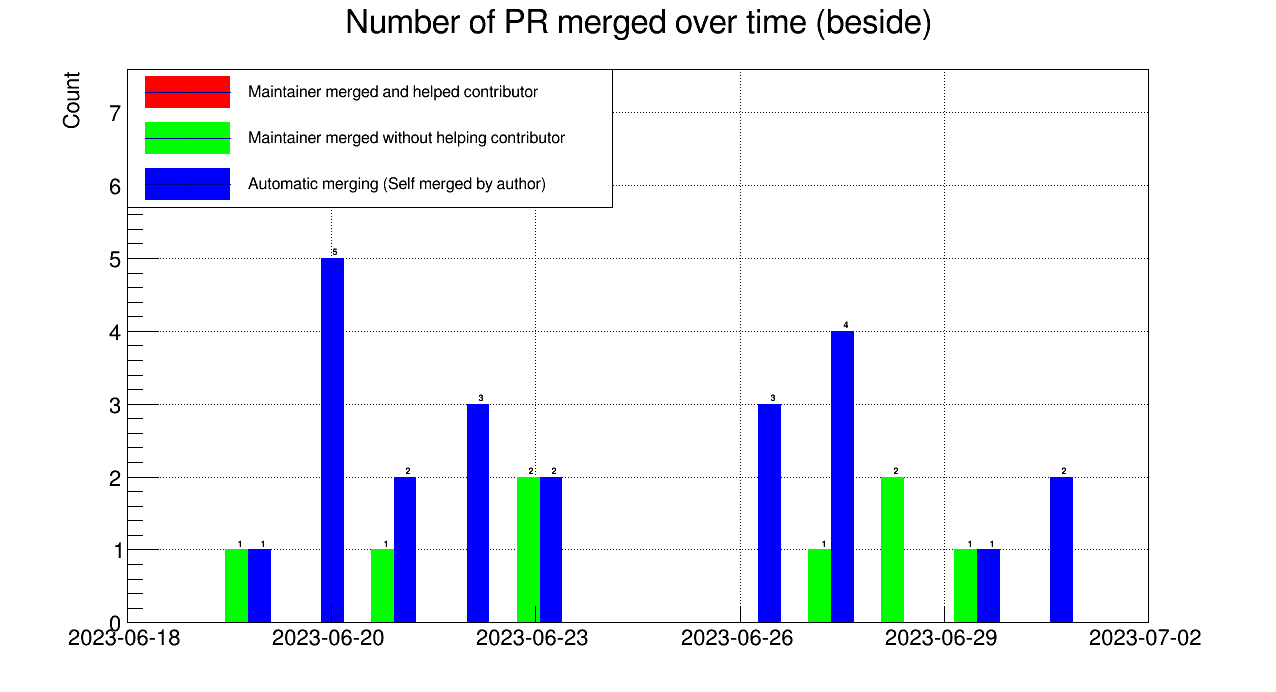 Number of PR merged over time (beside)
Count
Maintainer merged and helped contributor
Maintainer merged without helping contributor
Automatic merging (Self merged by author)
7
6
5
4
3
2
1
0
1 1 5 1 2 3 2 2 3 1 4 2 1 1 2
2023-06-18 2023-06-20 2023-06-23 2023-06-26 2023-06-29 2023-07-02